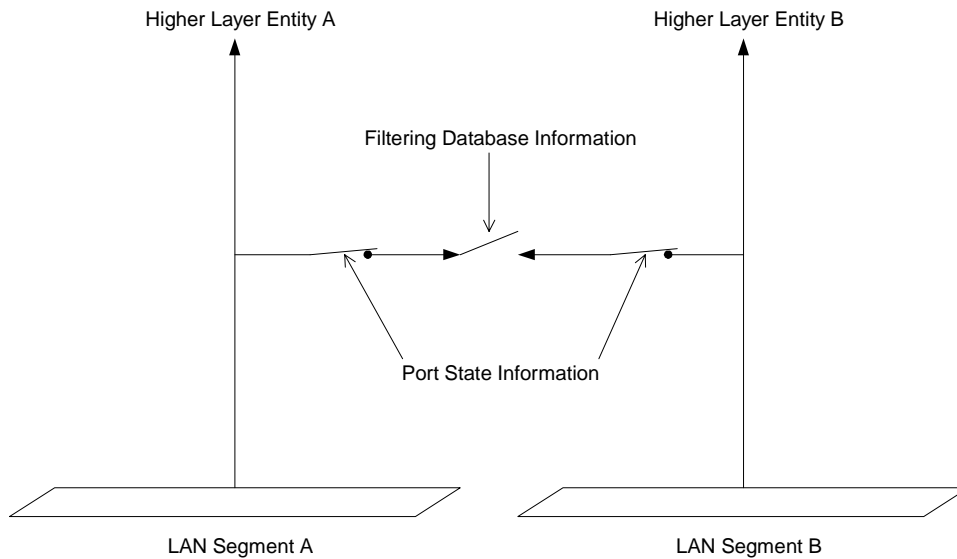 Higher Layer Entity A
Higher Layer Entity B
Filtering Database Information
Port State Information
LAN Segment A
LAN Segment B